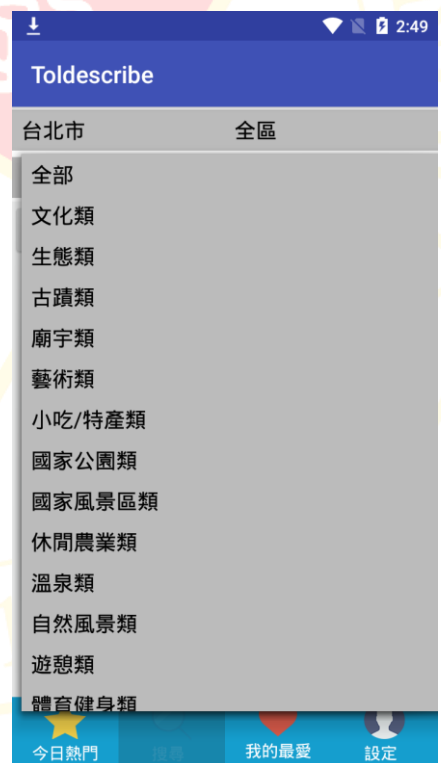 2:49
Toldescribe
台北市 全區
全部
文化類
生態類
古蹟類
廟宇類
藝術類
小吃/特產類
國家公園類
國家風景區類
休閒農業類
溫泉類
自然風景類
遊憩類
體育健身類
今日熱門 搜尋 我的最愛 設定